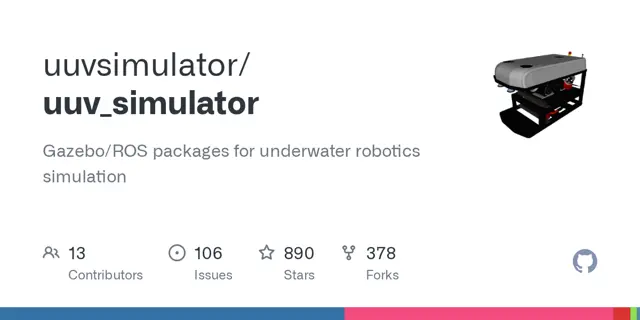 uuvsimulator/
uuv_simulator
Gazebo/ROS packages for underwater robotics
simulation
13 106 890 378
Contributors Issues Stars Forks